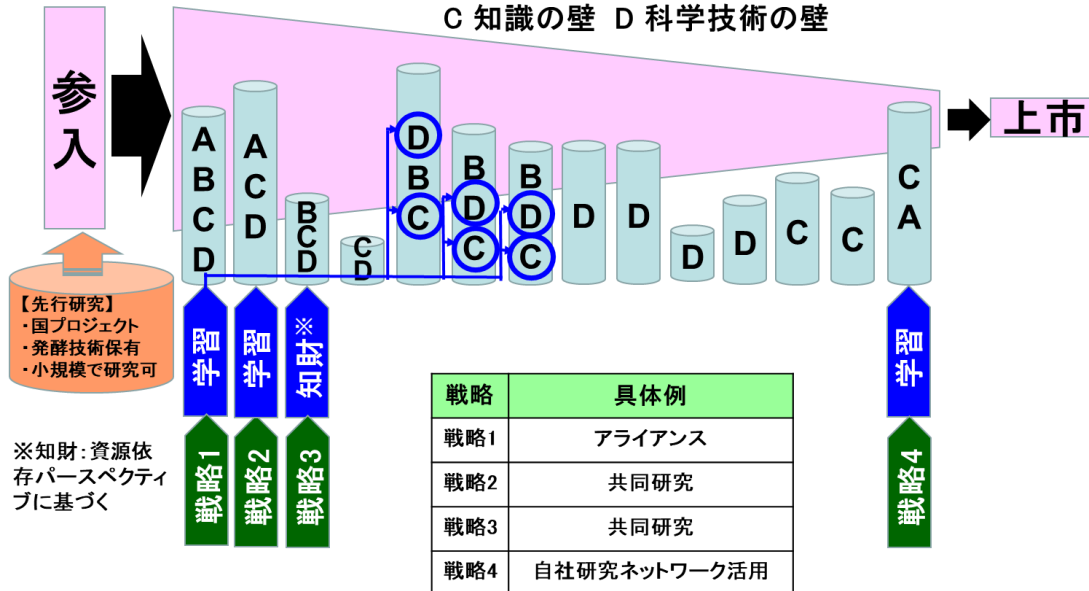 C 知識の壁 D 科学技術の壁
参入
上市
A B C D
A C D
B C D
C D
D B C
B D C
B D C
D
D
D
D
C
C
C A
【先行研究】
・国プロジェクト
・発酵技術保有
・小規模で研究可
学習
学習
知財※
学習
戦略1
戦略2
戦略3
戦略4
※知財：資源依
存パースペクティ
ブに基づく
戦略 具体例
戦略1 アライアンス
戦略2 共同研究
戦略3 共同研究
戦略4 自社研究ネットワーク活用